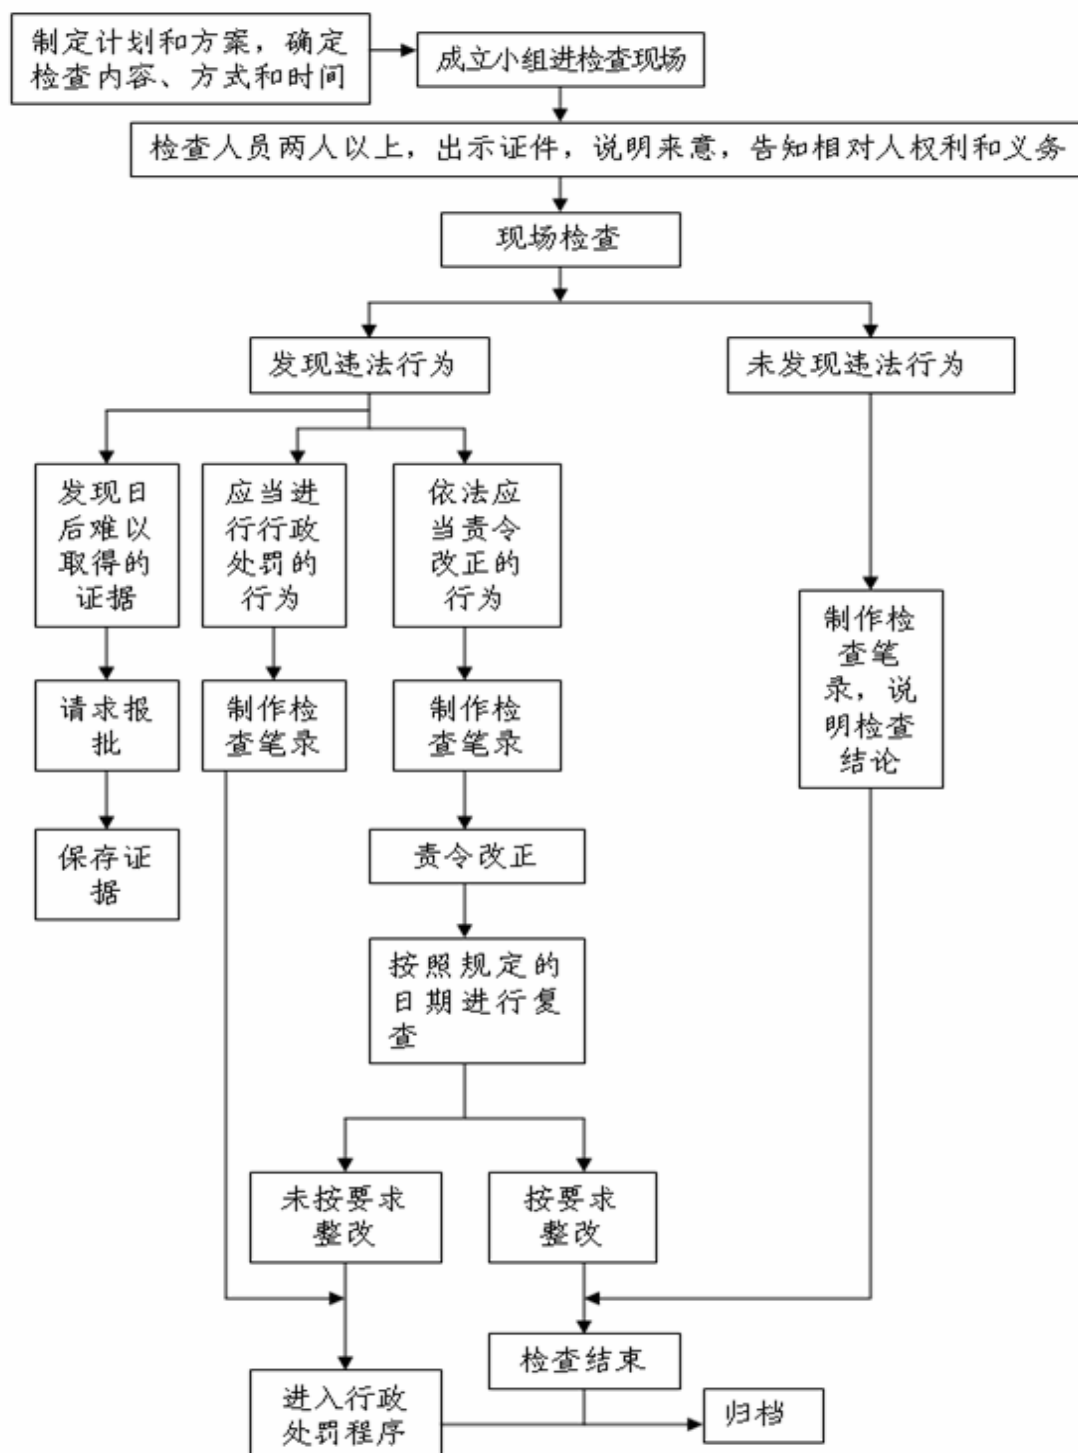 制定计划和方案，确定
检查内容、方式和时间
成立小组进检查现场
检查人员两人以上，出示证件，说明来意，告知相对人权利和义务
现场检查
发现违法行为
未发现违法行为
发现日
后难以
取得的
证据
应当进
行行政
处罚的
行为
依法应
当责令
改正的
行为
制作检
查笔
录，说
明检查
结论
请求报
批
制作检
查笔录
制作检
查笔录
保存证
据
责令改正
按照规定的
日期进行复
查
未按要求
整改
按要求
整改
检查结束
进入行政
处罚程序
归档